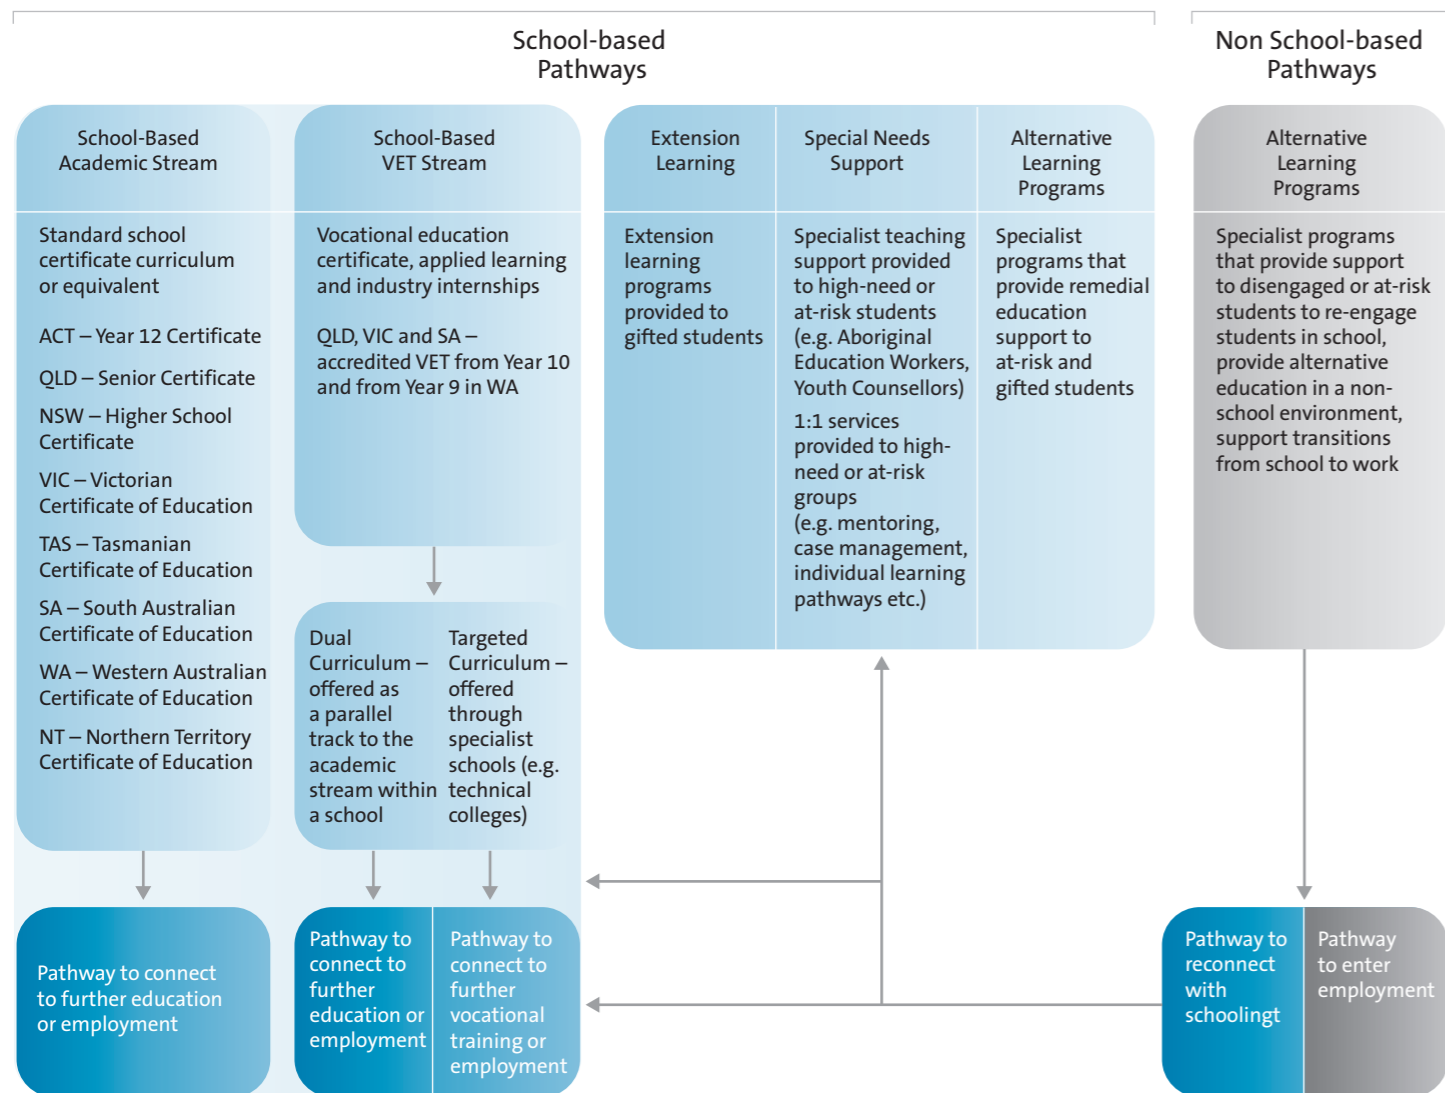 School-based
Pathways
Non School-based
Pathways
School-Based
Academic Stream
Standard school
certificate curriculum
or equivalent
ACT – Year 12 Certificate
QLD – Senior Certificate
NSW – Higher School
Certificate
VIC – Victorian
Certificate of Education
TAS – Tasmanian
Certificate of Education
SA – South Australian
Certificate of Education
WA – Western Australian
Certificate of Education
NT – Northern Territory
Certificate of Education
Pathway to connect
to further education
or employment
School-Based
VET Stream
Vocational education
certificate, applied learning
and industry internships
QLD, VIC and SA –
accredited VET from Year 10
and from Year 9 in WA
Dual
Curriculum –
offered as
a parallel
track to the
academic
stream within
a school
Targeted
Curriculum –
offered
through
specialist
schools (e.g.
technical
colleges)
Pathway to
connect to
further
education or
employment
Pathway to
connect to
further
vocational
training or
employment
Extension
Learning
Extension
learning
programs
provided to
gifted students
Special Needs
Support
Specialist teaching
support provided
to high-need or
at-risk students
(e.g. Aboriginal
Education Workers,
Youth Counsellors)
1:1 services
provided to high-
need or at-risk
groups
(e.g. mentoring,
case management,
individual learning
pathways etc.)
Alternative
Learning
Programs
Specialist
programs that
provide remedial
education
support to
at-risk and
gifted students
Alternative
Learning
Programs
Specialist programs
that provide support
to disengaged or at-risk
students to re-engage
students in school,
provide alternative
education in a non-
school environment,
support transitions
from school to work
Pathway to
reconnect
with
schoolingt
Pathway
to enter
employment